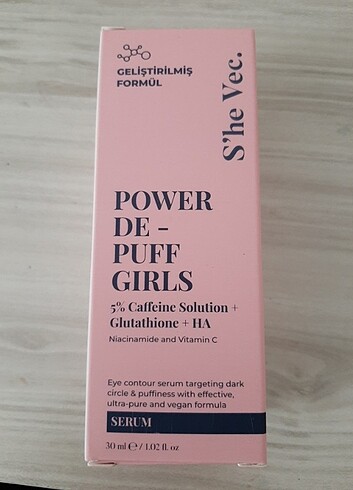 GELİŞTİRİLMİŞ
FORMÜL
S'he Vec.
POWER
DE -
PUFF
GIRLS
5% Caffeine Solution +
Glutathione + HA
Niacinamide and Vitamin C
Eye contour serum targeting dark
circle & puffiness with effective,
ultra-pure and vegan formula
SERUM
30 ml ℮ / 1.02 fl. oz